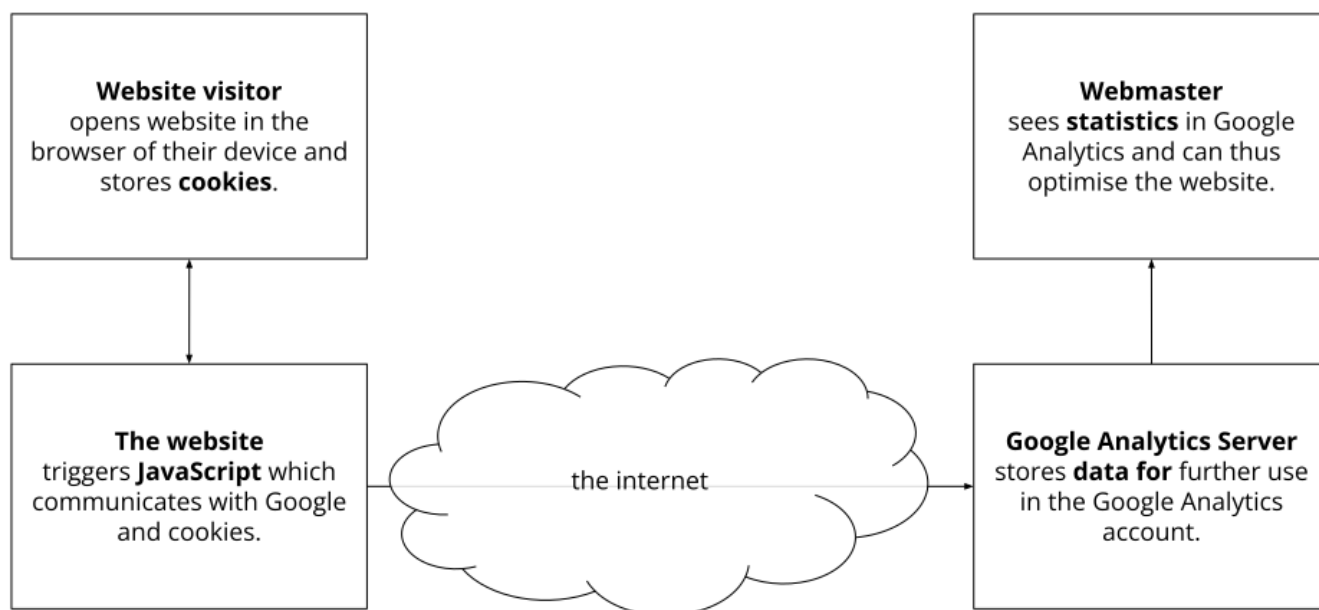 Website visitor
opens website in the
browser of their device and
stores cookies.
Webmaster
sees statistics in Google
Analytics and can thus
optimise the website.
The website
triggers JavaScript which
communicates with Google
and cookies.
the internet
Google Analytics Server
stores data for further use
in the Google Analytics
account.